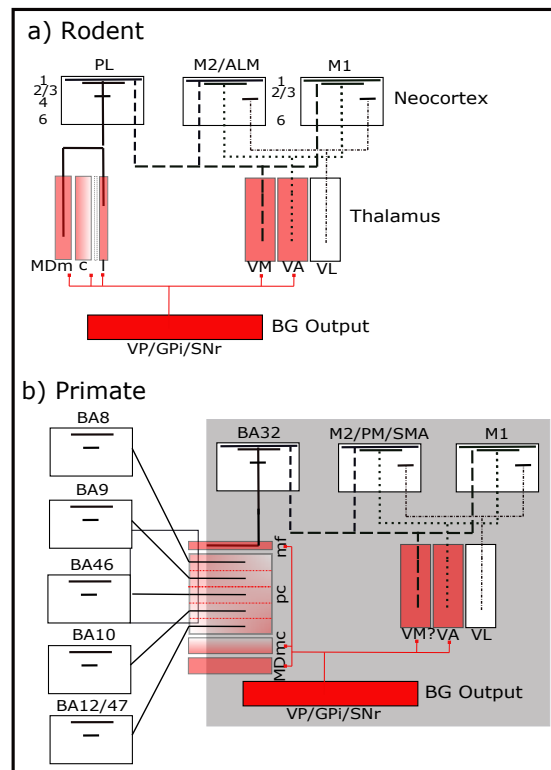 a) Rodent
PL M2/ALM M1
1 1
2/3 2/3
4 Neocortex
6 6
Thalamus
MDm c l VM VA VL
BG Output
VP/GPi/SNr
b) Primate
BA8
BA32 M2/PM/SMA M1
BA9
mf
BA46
pc
BA10
VM? VA VL
MDmc
BA12/47
BG Output
VP/GPi/SNr